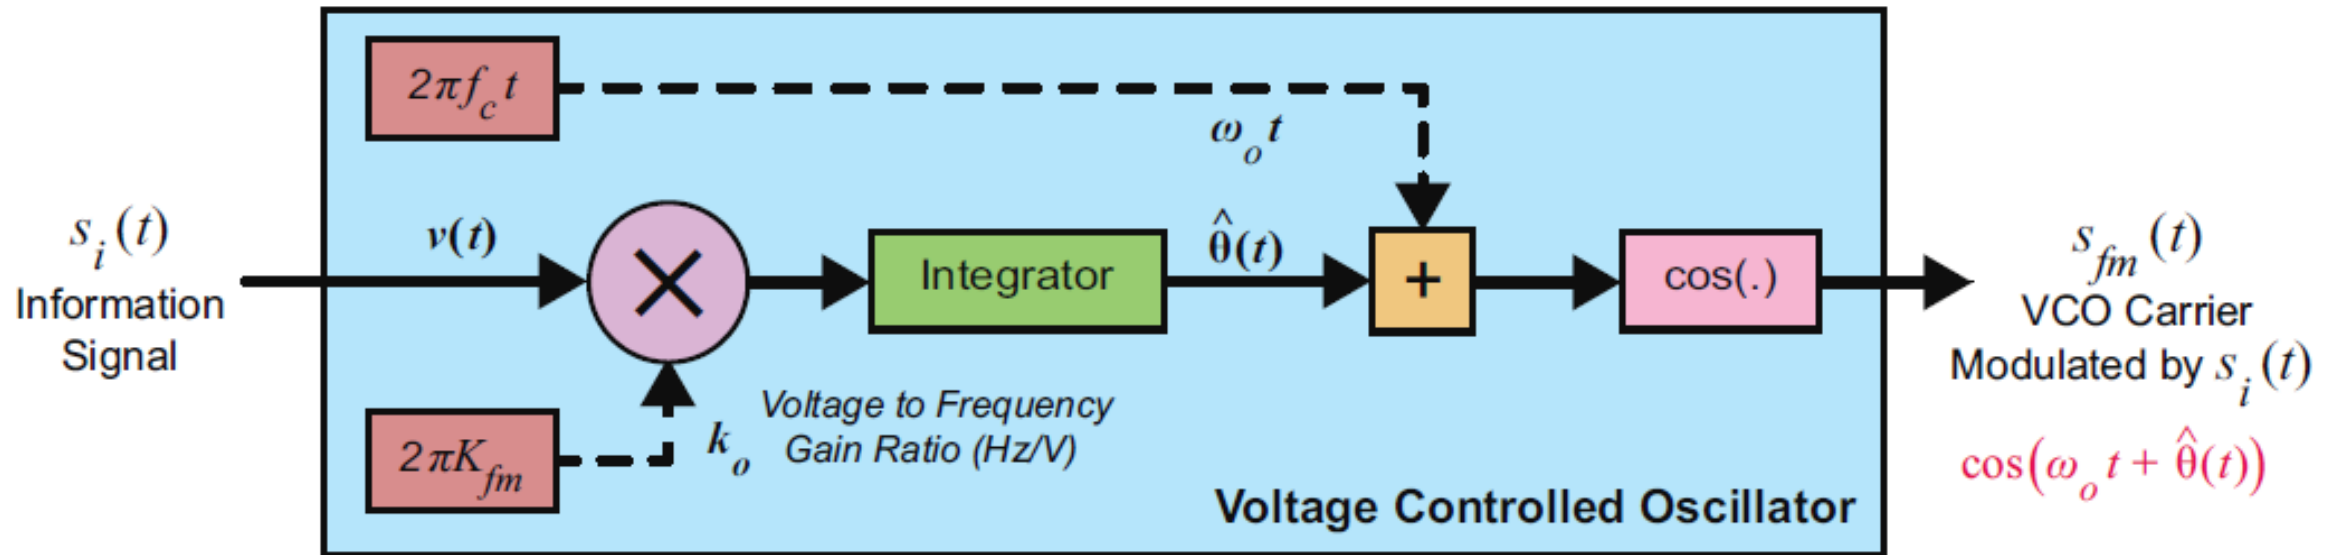 2πf_c t
ω_o t
s_i(t)
Information
Signal
v(t)
×
Integrator
θ̂(t)
+
cos(.)
s_fm(t)
VCO Carrier
Modulated by s_i(t)
cos(ω_o t + θ̂(t))
2πK_fm
k_o
Voltage to Frequency
Gain Ratio (Hz/V)
Voltage Controlled Oscillator